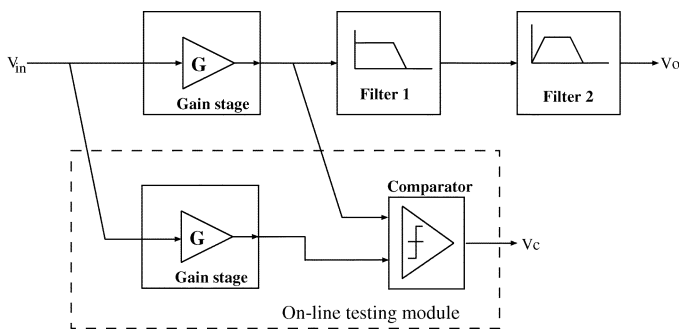 Vin
G
Gain stage
Filter 1
Filter 2
Vo
Comparator
G
Gain stage
Vc
On-line testing module